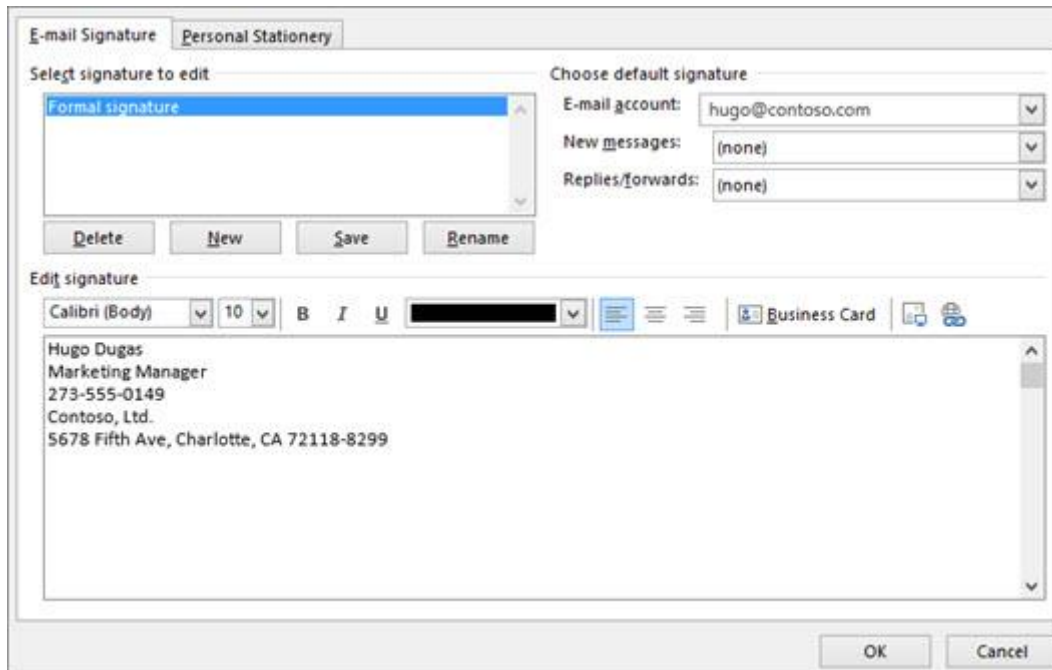 E-mail Signature
Personal Stationery
Select signature to edit
Formal signature
Delete
New
Save
Rename
Choose default signature
E-mail account:
hugo@contoso.com
New messages:
(none)
Replies/forwards:
(none)
Edit signature
Calibri (Body)
10
B
I
U
Business Card
Hugo Dugas
Marketing Manager
273-555-0149
Contoso, Ltd.
5678 Fifth Ave, Charlotte, CA 72118-8299
OK
Cancel